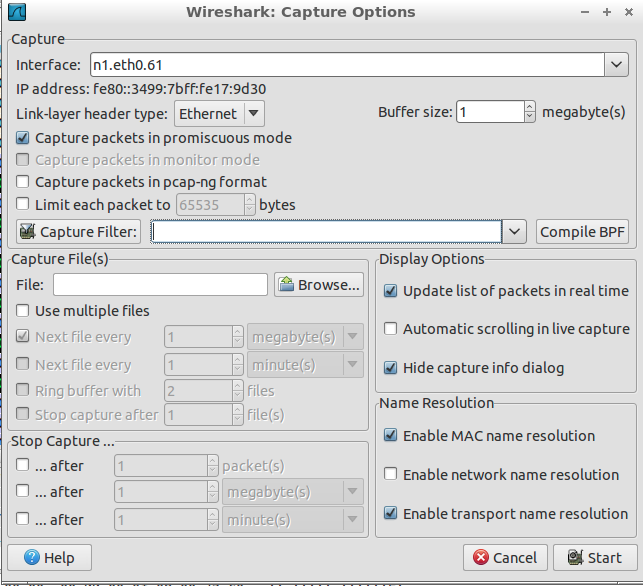 Wireshark: Capture Options
Capture
Interface: n1.eth0.61
IP address: fe80::3499:7bff:fe17:9d30
Link-layer header type: Ethernet Buffer size: 1 megabyte(s)
Capture packets in promiscuous mode
Capture packets in monitor mode
Capture packets in pcap-ng format
Limit each packet to 65535 bytes
Capture Filter: Compile BPF
Capture File(s)
File: Browse...
Use multiple files
Next file every 1 megabyte(s)
Next file every 1 minute(s)
Ring buffer with 2 files
Stop capture after 1 file(s)
Stop Capture ...
... after 1 packet(s)
... after 1 megabyte(s)
... after 1 minute(s)
Display Options
Update list of packets in real time
Automatic scrolling in live capture
Hide capture info dialog
Name Resolution
Enable MAC name resolution
Enable network name resolution
Enable transport name resolution
Help Cancel Start